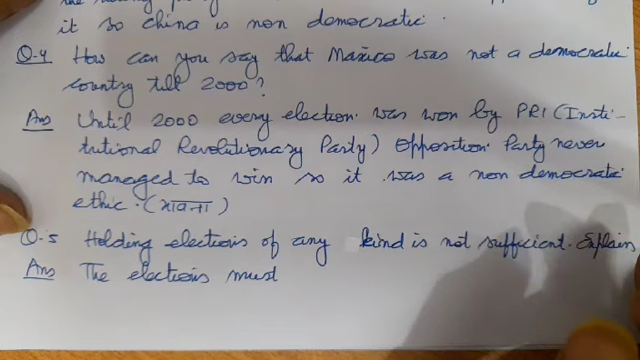 it so China is non democratic.
Q.4 How can you say that Maxico was not a democratic
country till 2000?
Ans Until 2000 every election was won by PRI (Insti-
tutional Revolutionary Party) Opposition Party never
managed to win so it was a non democratic
ethic. (भावना)
Q.5 Holding elections of any kind is not sufficient. Explain
Ans The elections must